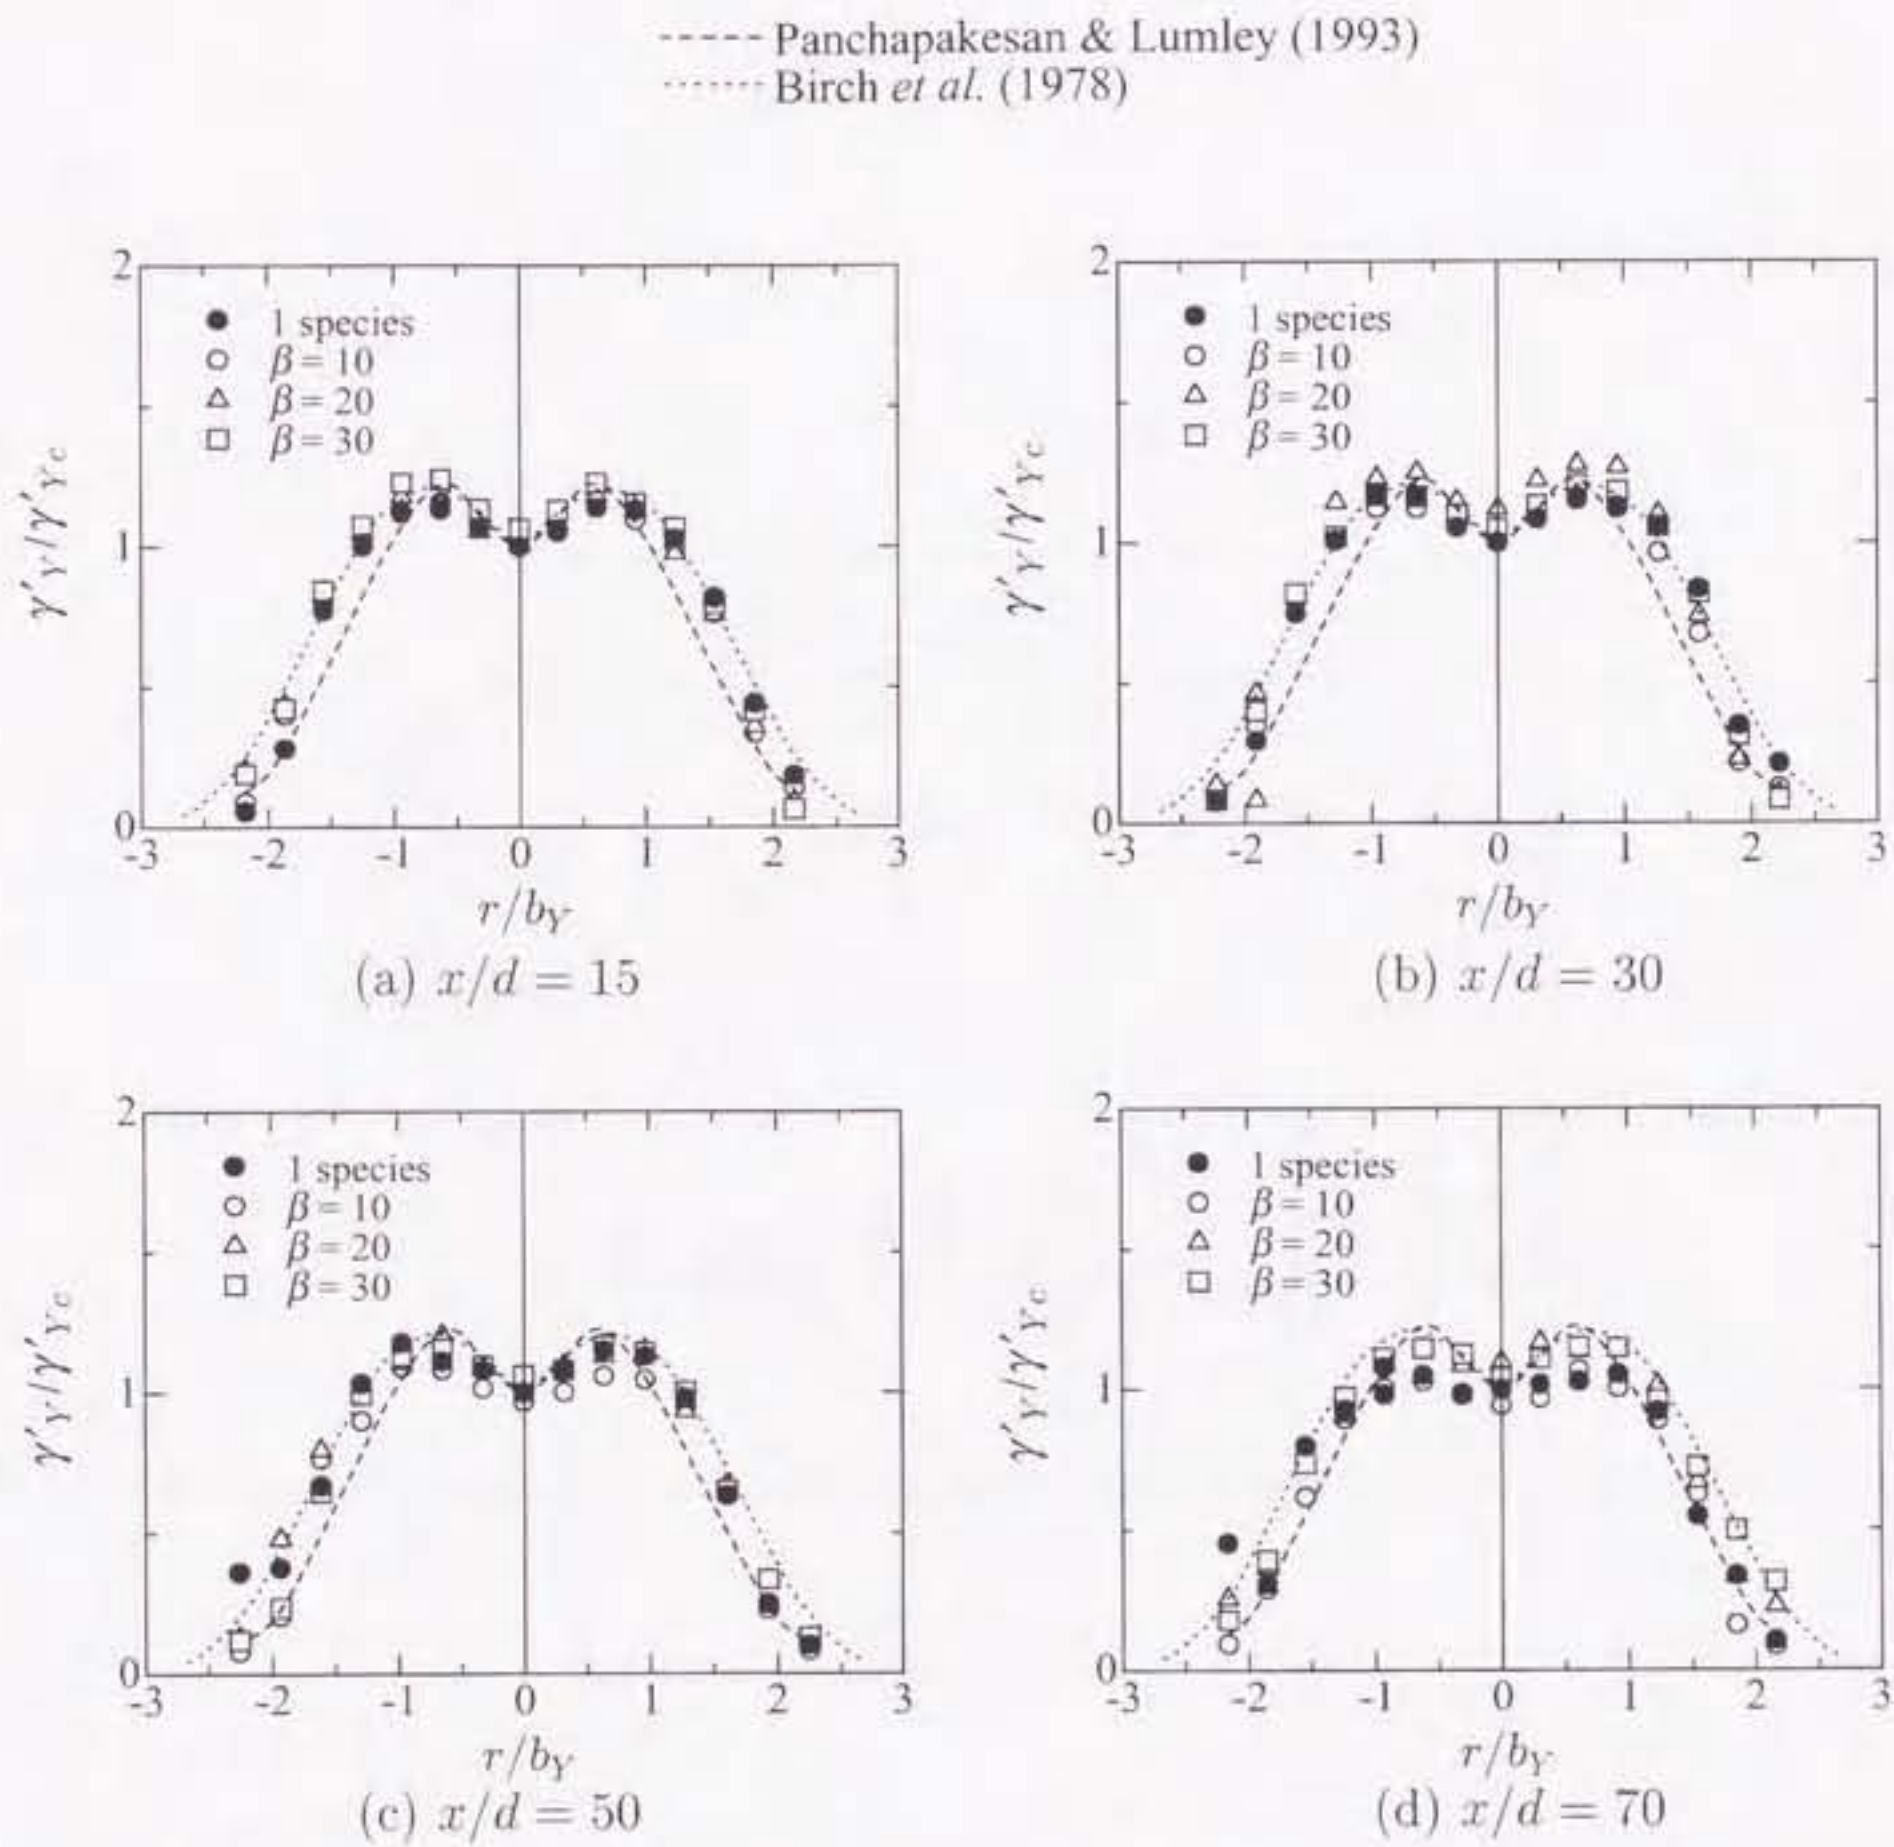 Panchapakesan & Lumley (1993)
Birch et al. (1978)
2
1
0
-3 -2 -1 0 1 2 3
1 species
β = 10
β = 20
β = 30
γ'Y/γ'Yc
r/bY
(a) x/d = 15
2
1
0
-3 -2 -1 0 1 2 3
1 species
β = 10
β = 20
β = 30
γ'Y/γ'Yc
r/bY
(b) x/d = 30
2
1
0
-3 -2 -1 0 1 2 3
1 species
β = 10
β = 20
β = 30
γ'Y/γ'Yc
r/bY
(c) x/d = 50
2
1
0
-3 -2 -1 0 1 2 3
1 species
β = 10
β = 20
β = 30
γ'Y/γ'Yc
r/bY
(d) x/d = 70